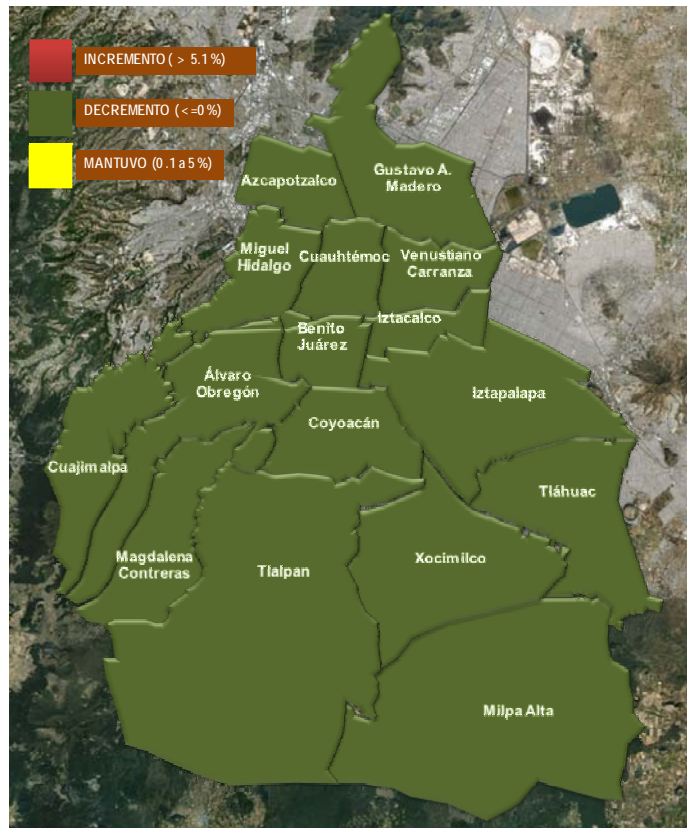 INCREMENTO ( > 5.1 %)
DECREMENTO (<=0 %)
MANTUVO (0.1 a 5 %)
Gustavo A.
Madero
Azcapotzalco
Miguel
Hidalgo
Cuauhtémoc
Venustiano
Carranza
Iztacalco
Benito
Juárez
Álvaro
Obregón
Iztapalapa
Coyoacán
Cuajimalpa
Tláhuac
Magdalena
Contreras
Tlalpan
Xocimilco
Milpa Alta